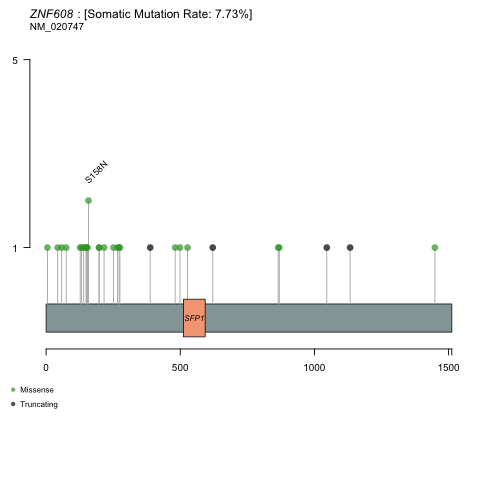 ZNF608 : [Somatic Mutation Rate: 7.73%]
NM_020747
5
S158N
1
SFP1
0 500 1000 1500
Missense
Truncating